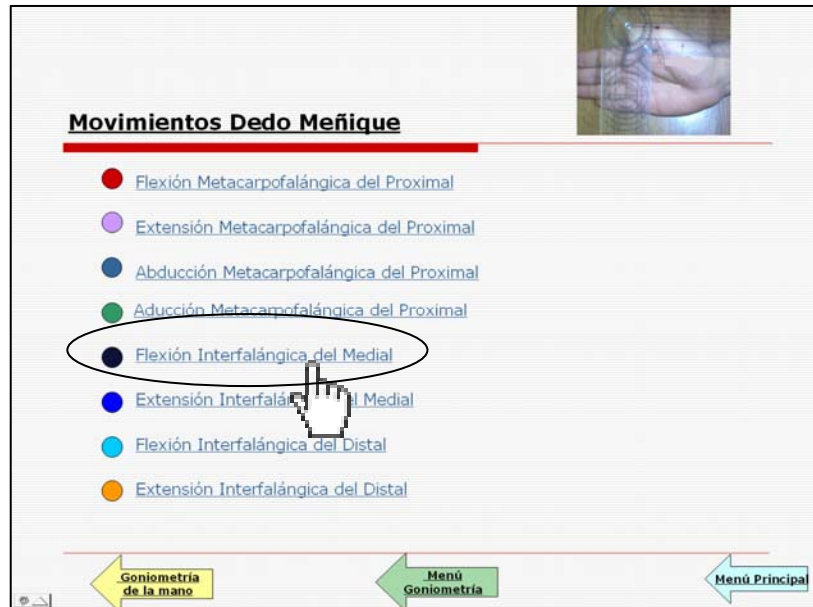 Movimientos Dedo Meñique
Flexión Metacarpofalángica del Proximal
Extensión Metacarpofalángica del Proximal
Abducción Metacarpofalángica del Proximal
Aducción Metacarpofalángica del Proximal
Flexión Interfalángica del Medial
Extensión Interfalángica del Medial
Flexión Interfalángica del Distal
Extensión Interfalángica del Distal
Goniometría
de la mano
Menú
Goniometría
Menú Principal